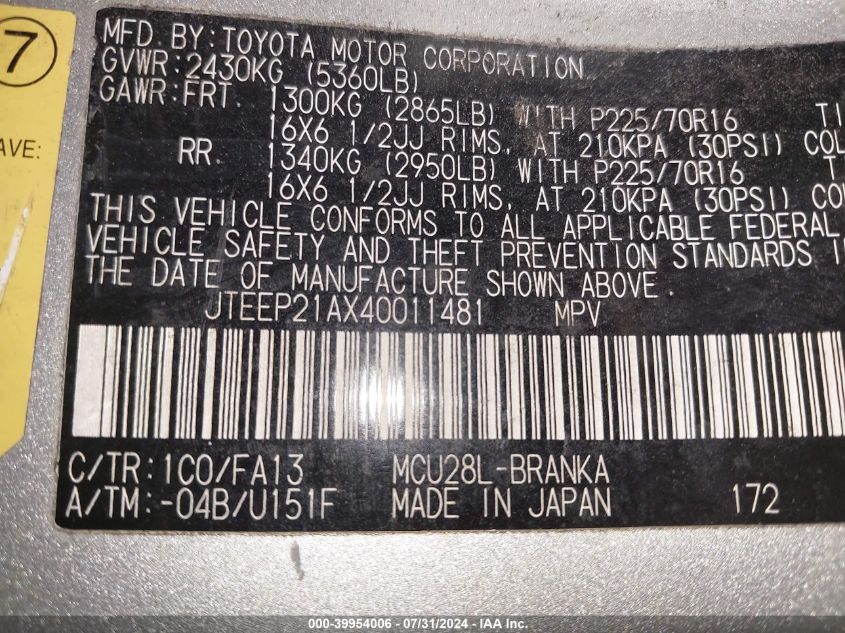 7
AVE:
MFD. BY: TOYOTA MOTOR CORPORATION
GVWR: 2430KG (5360LB)
GAWR: FRT. 1300KG (2865LB) WITH P225/70R16 TI
16X6 1/2JJ RIMS, AT 210KPA (30PSI) COL
RR. 1340KG (2950LB) WITH P225/70R16 T
16X6 1/2JJ RIMS, AT 210KPA (30PSI) CO
THIS VEHICLE CONFORMS TO ALL APPLICABLE FEDERAL
VEHICLE SAFETY AND THEFT PREVENTION STANDARDS I
THE DATE OF MANUFACTURE SHOWN ABOVE.
JTEEP21AX40011481 MPV
C/TR: 1C0/FA13 MCU28L-BRANKA
A/TM: -04B/U151F MADE IN JAPAN 172
000-39954006 - 07/31/2024 - IAA Inc.